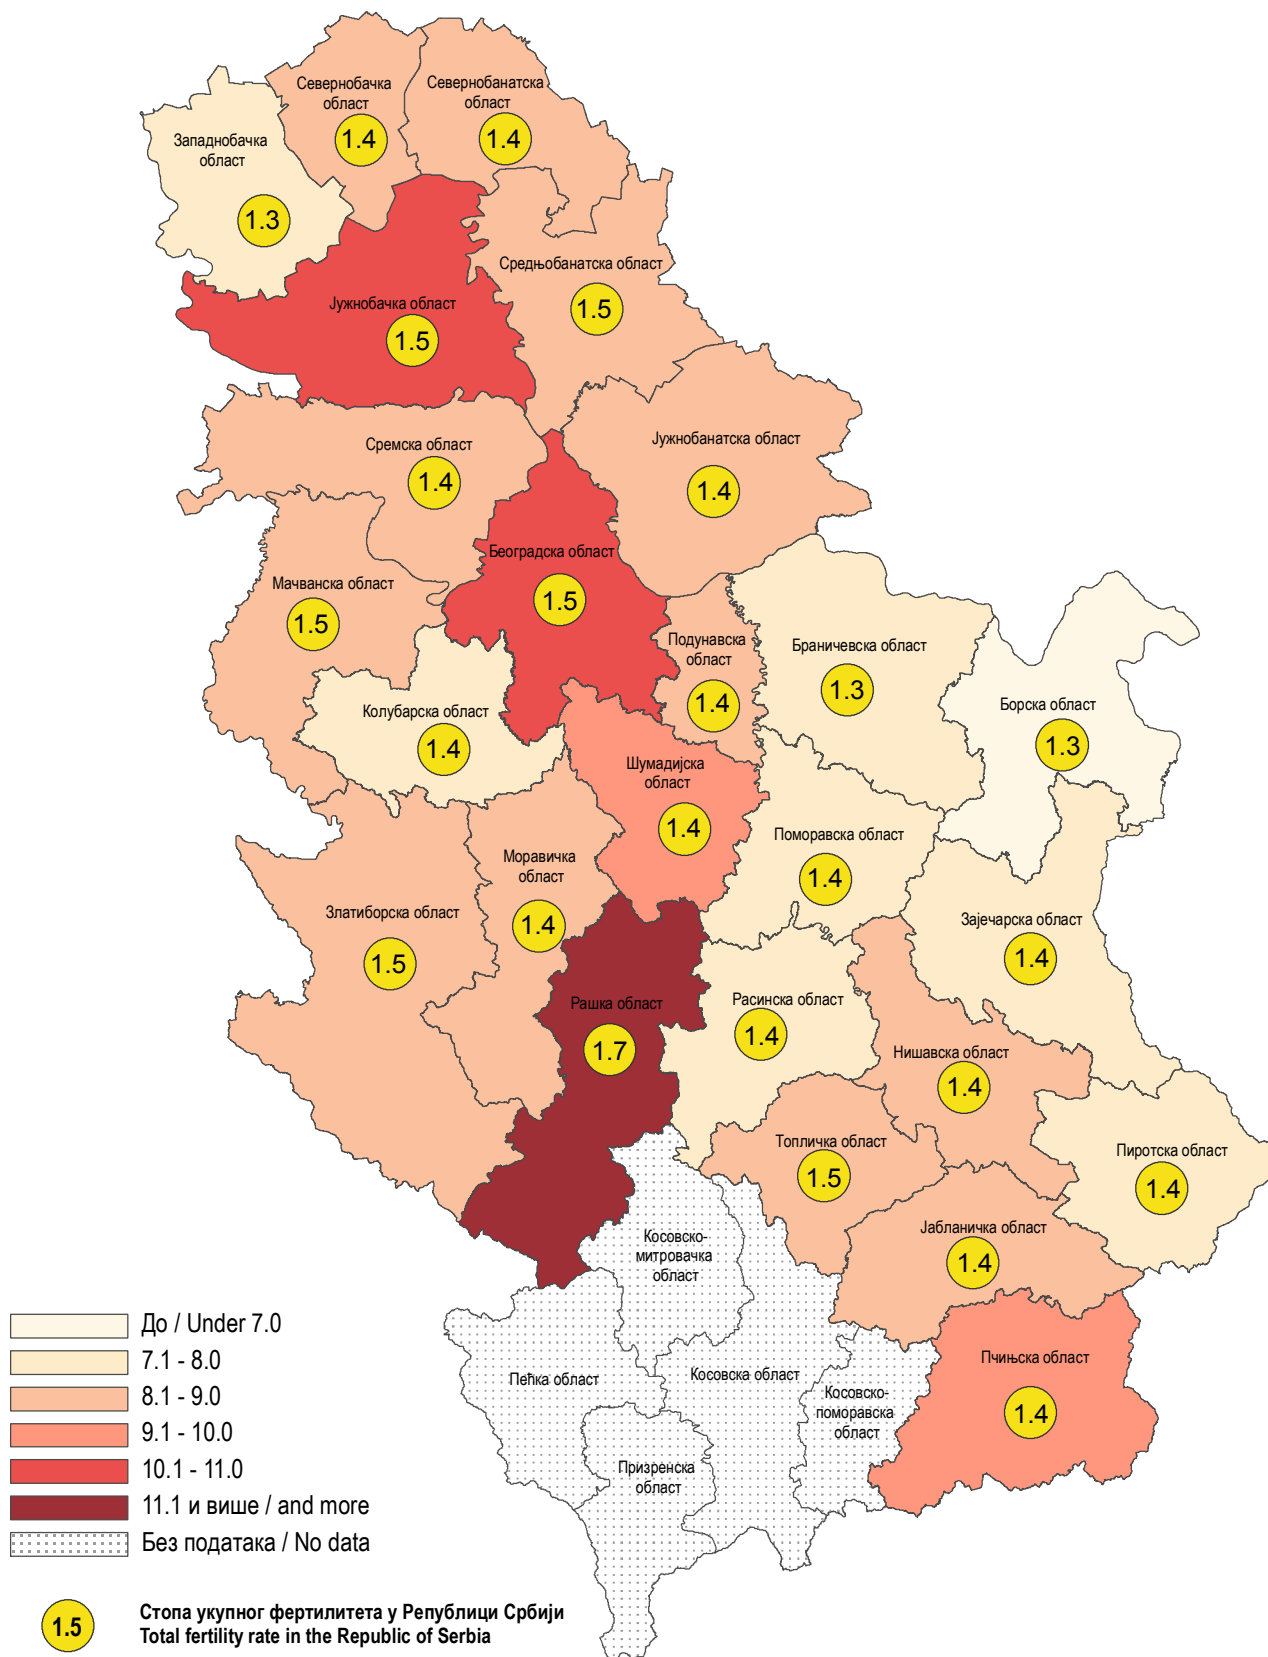 Севернобачка
област
1.4
Севернобанатска
област
1.4
Западнобачка
област
1.3
Средњобанатска област
1.5
Јужнобачка област
1.5
Сремска област
1.4
Јужнобанатска област
1.4
Београдска област
1.5
Мачванска област
1.5
Подунавска
област
1.4
Браничевска област
1.3
Борска област
1.3
Колубарска област
1.4
Шумадијска
област
1.4
Поморавска област
1.4
Моравичка
област
1.4
Златиборска област
1.5
Зајечарска област
1.4
Рашка област
1.7
Расинска област
1.4
Нишавска област
1.4
Топличка област
1.5
Пиротска област
1.4
Јабланичка област
1.4
Косовско-
митровачка
област
Пчињска област
1.4
Пећка област
Косовска област
Косовско-
поморавска
област
Призренска
област
До / Under 7.0
7.1 - 8.0
8.1 - 9.0
9.1 - 10.0
10.1 - 11.0
11.1 и више / and more
Без података / No data
1.5
Стопа укупног фертилитета у Републици Србији
Total fertility rate in the Republic of Serbia